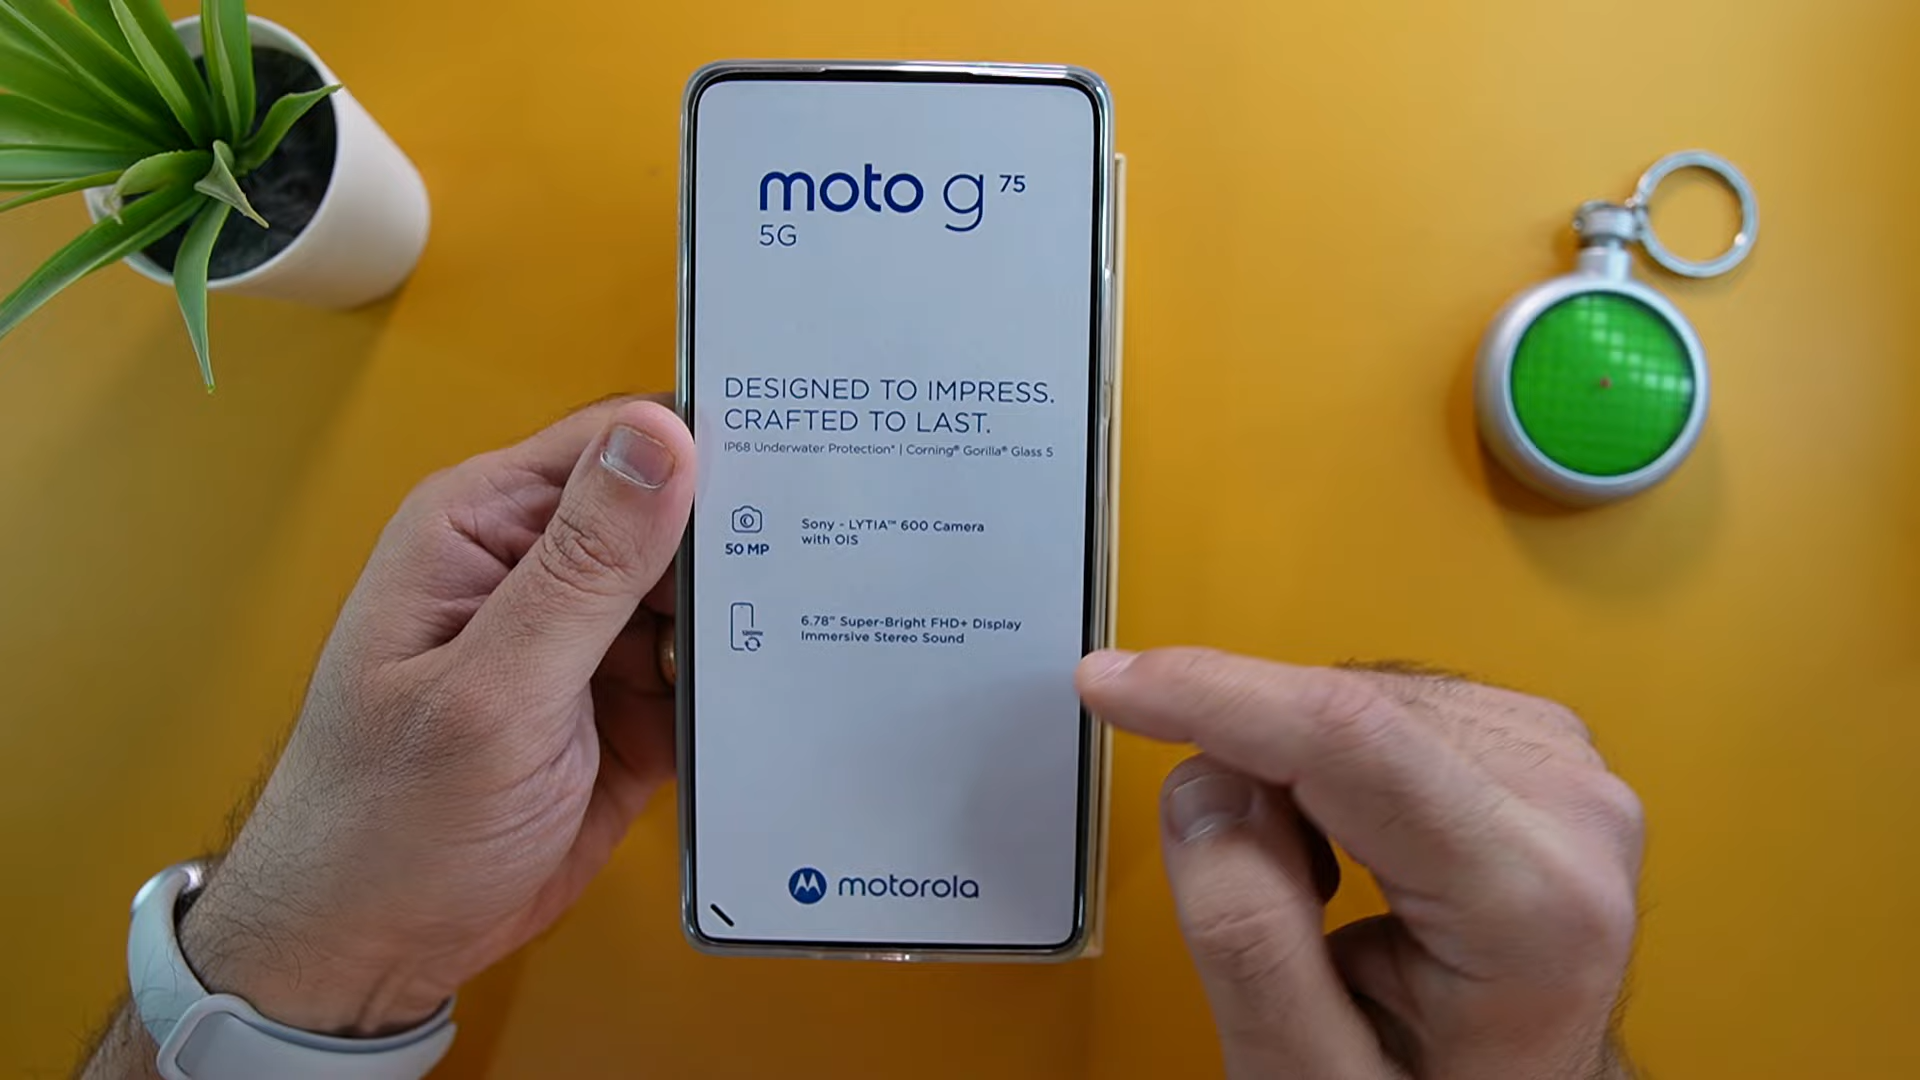 moto g 75
5G
DESIGNED TO IMPRESS.
CRAFTED TO LAST.
IP68 Underwater Protection* | Corning® Gorilla® Glass 5
50 MP
Sony - LYTIA™ 600 Camera
with OIS
120Hz
6.78" Super-Bright FHD+ Display
Immersive Stereo Sound
motorola